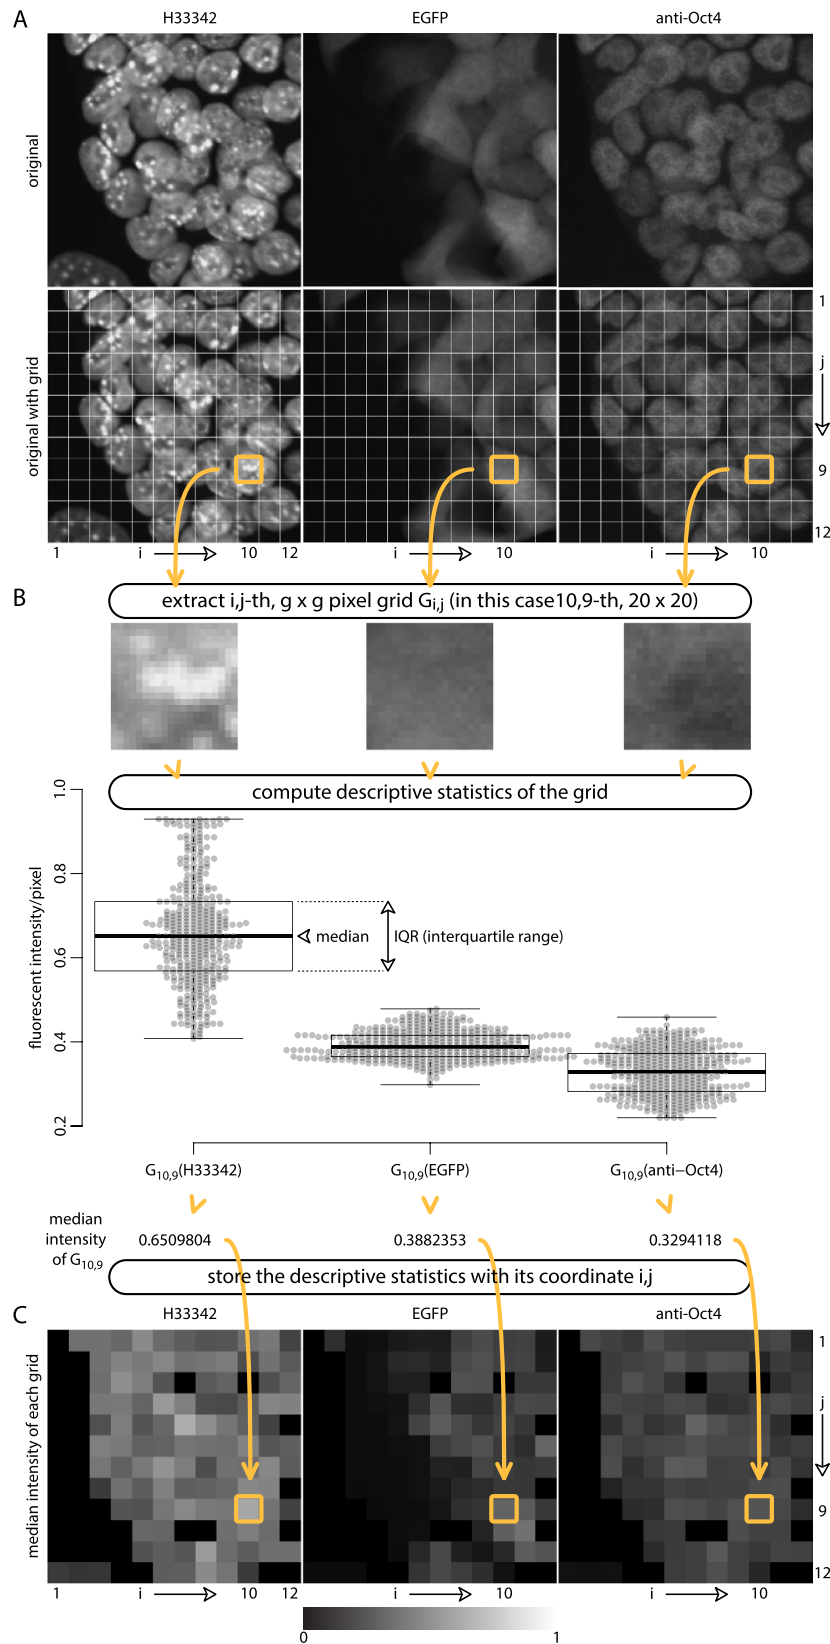 A
H33342 EGFP anti-Oct4
original
original with grid
1
j
9
12
1 i 10 12 i 10 i 10
B
extract i,j-th, g x g pixel grid Gi,j (in this case10,9-th, 20 x 20)
compute descriptive statistics of the grid
fluorescent intensity/pixel
1.0
0.8
0.6
0.4
0.2
median IQR (interquartile range)
G10,9(H33342) G10,9(EGFP) G10,9(anti−Oct4)
median
intensity
of G10,9
0.6509804 0.3882353 0.3294118
store the descriptive statistics with its coordinate i,j
C
H33342 EGFP anti-Oct4
median intensity of each grid
1
j
9
12
1 i 10 12 i 10 i 10
0 1